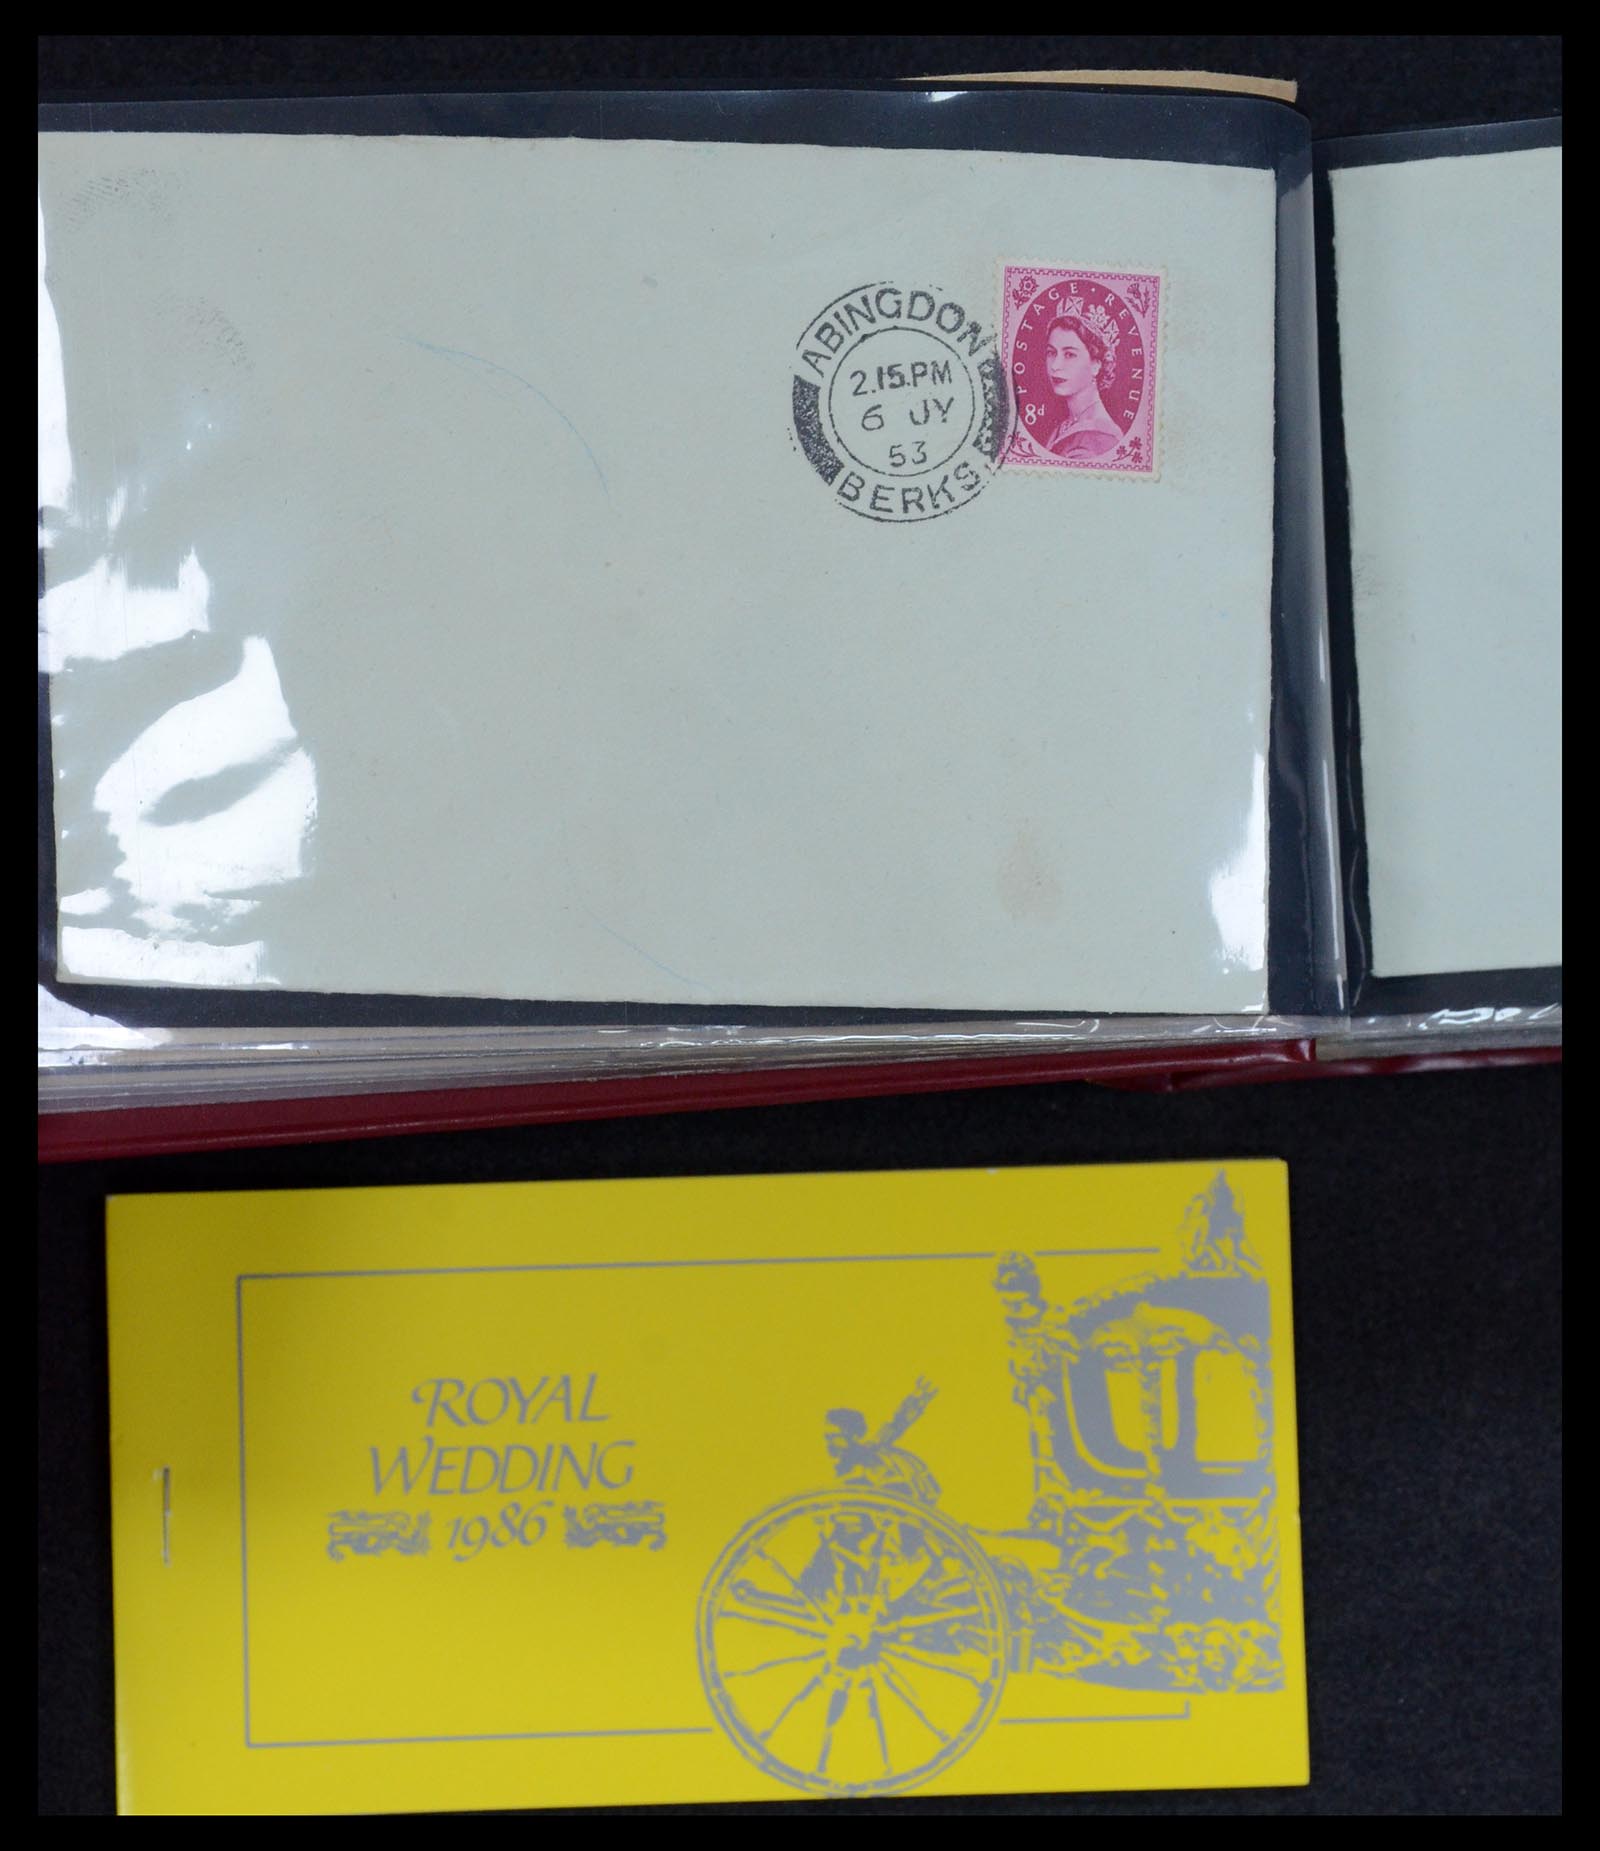 ABINGDON
2.15.PM
6 JY
53
BERKS
POSTAGE · REVENUE
8d
ROYAL
WEDDING
1986